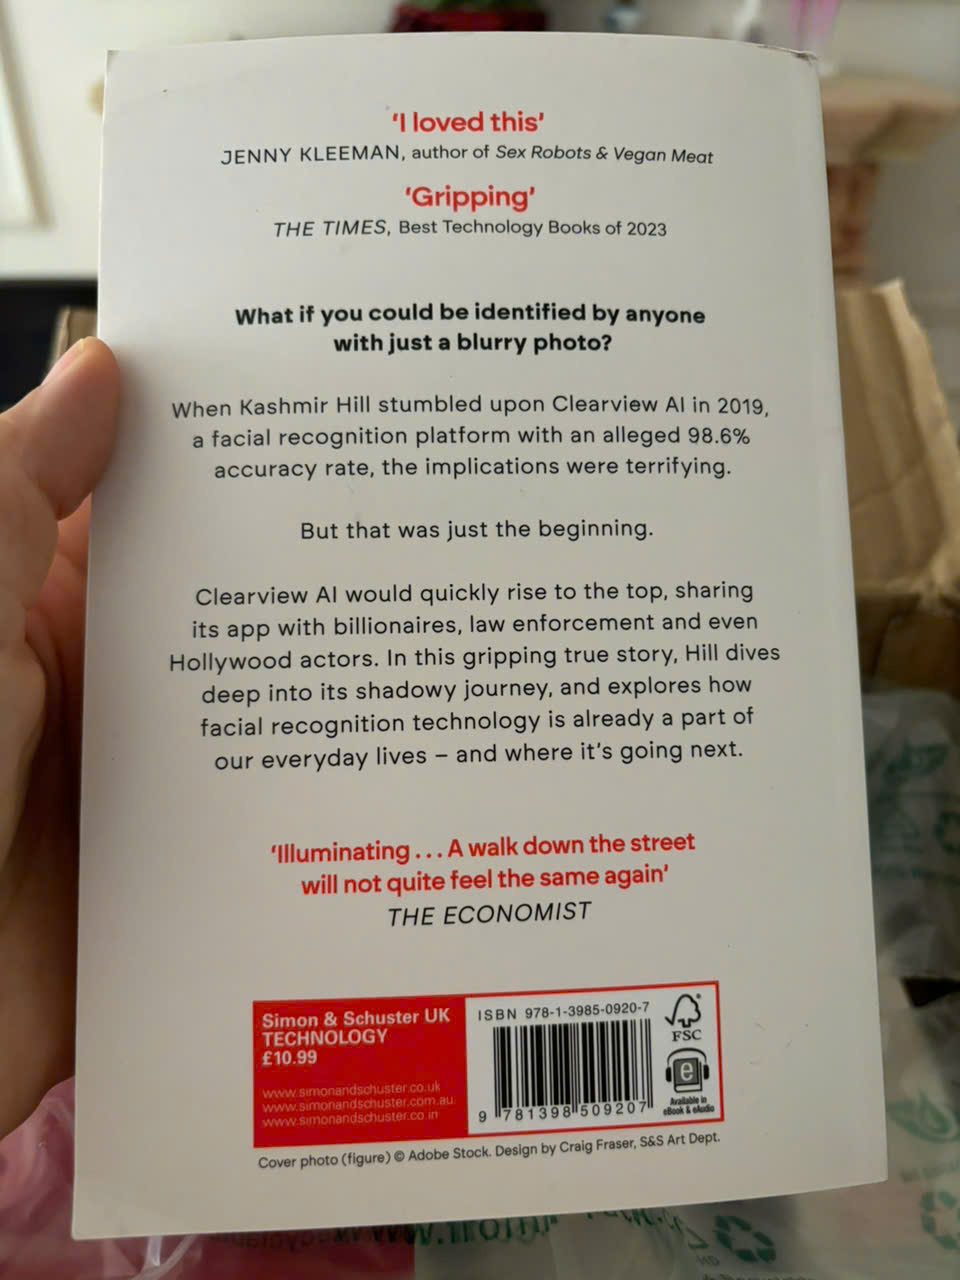 ‘I loved this’
JENNY KLEEMAN, author of Sex Robots & Vegan Meat
‘Gripping’
THE TIMES, Best Technology Books of 2023
What if you could be identified by anyone
with just a blurry photo?
When Kashmir Hill stumbled upon Clearview AI in 2019,
a facial recognition platform with an alleged 98.6%
accuracy rate, the implications were terrifying.
But that was just the beginning.
Clearview AI would quickly rise to the top, sharing
its app with billionaires, law enforcement and even
Hollywood actors. In this gripping true story, Hill dives
deep into its shadowy journey, and explores how
facial recognition technology is already a part of
our everyday lives – and where it’s going next.
‘Illuminating . . . A walk down the street
will not quite feel the same again’
THE ECONOMIST
Simon & Schuster UK
TECHNOLOGY
£10.99
www.simonandschuster.co.uk
www.simonandschuster.com.au
www.simonandschuster.co.in
ISBN 978-1-3985-0920-7
9 781398 509207
FSC
e
Available in
eBook & eAudio
Cover photo (figure) © Adobe Stock. Design by Craig Fraser, S&S Art Dept.